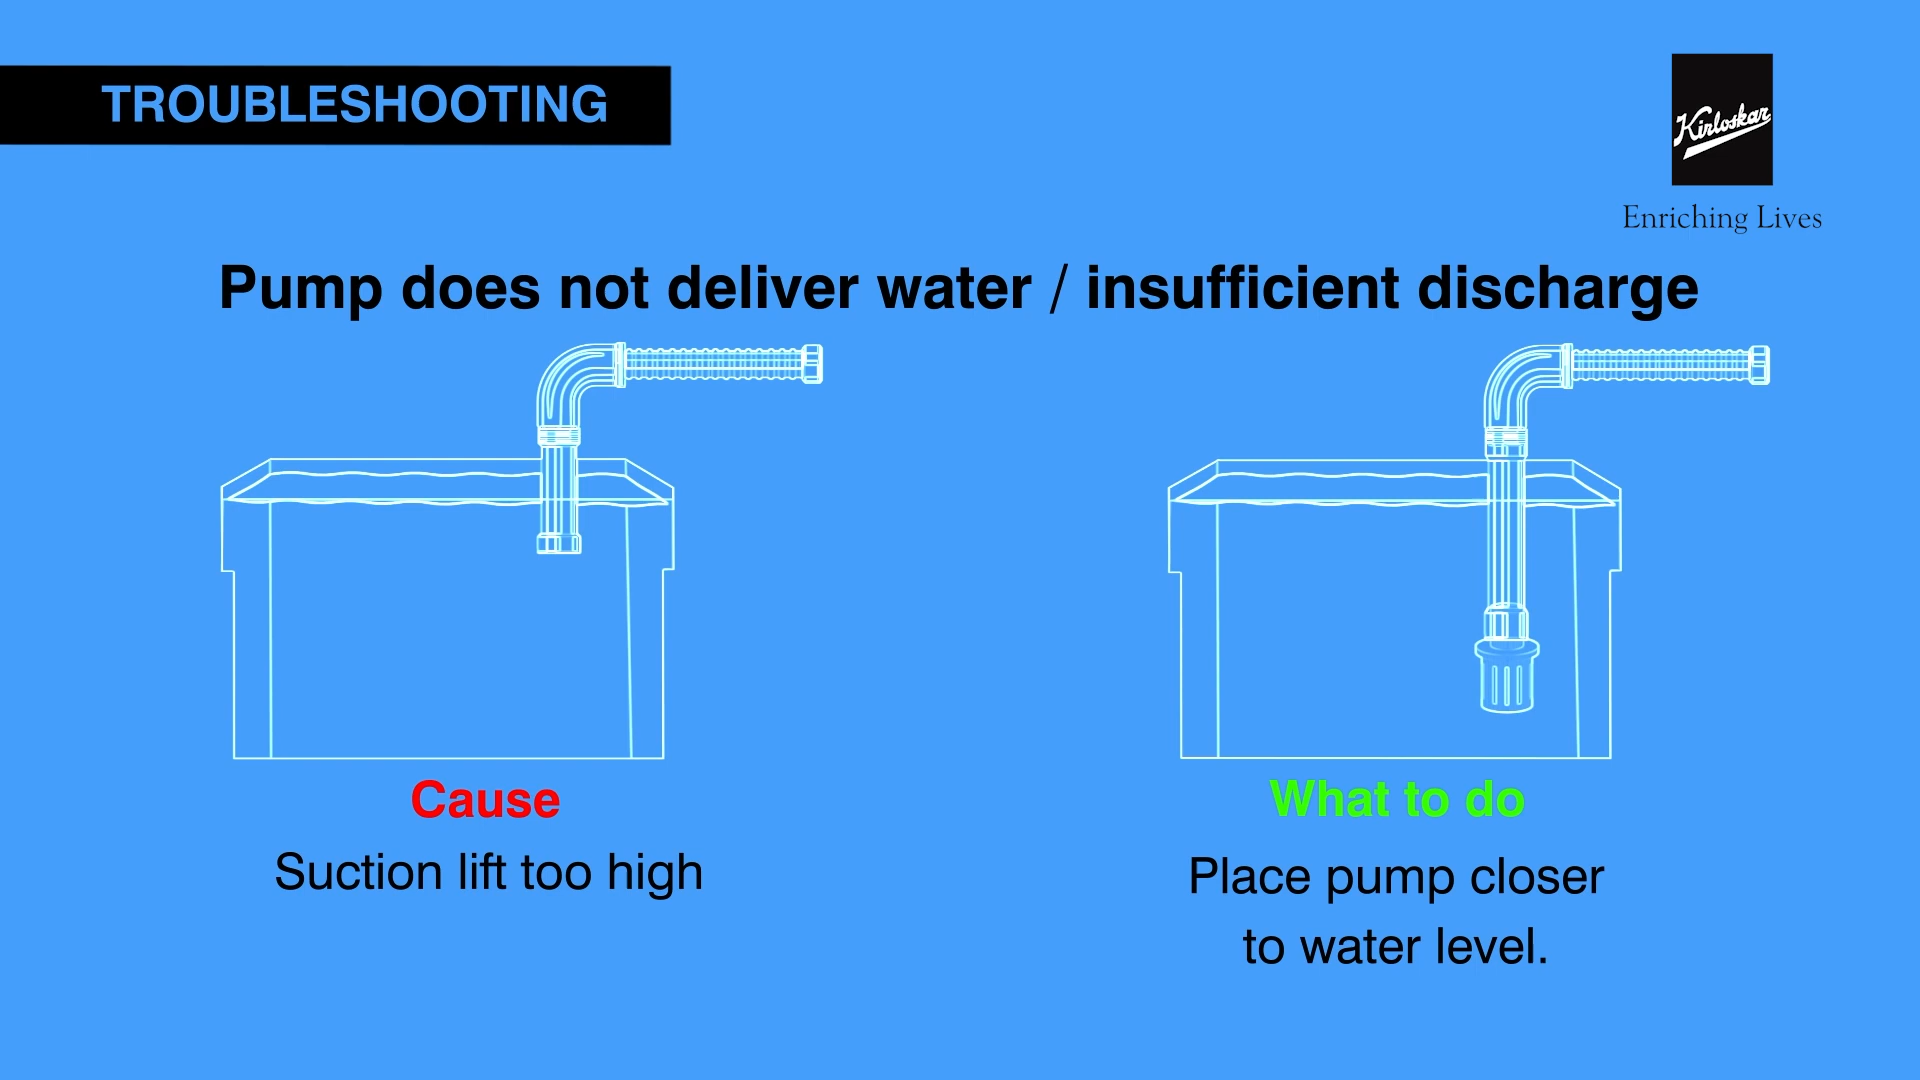 TROUBLESHOOTING
Kirloskar
Enriching Lives
Pump does not deliver water / insufficient discharge
Cause
Suction lift too high
What to do
Place pump closer
to water level.